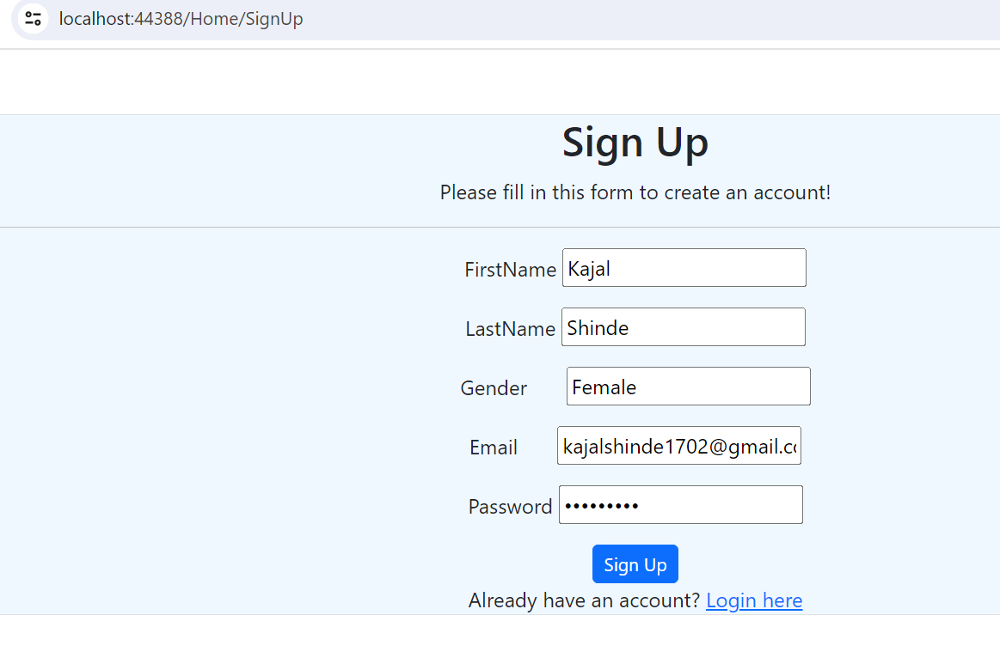 localhost:44388/Home/SignUp
Sign Up
Please fill in this form to create an account!
FirstName Kajal
LastName Shinde
Gender Female
Email kajalshinde1702@gmail.co
Password •••••••••
Sign Up
Already have an account? Login here